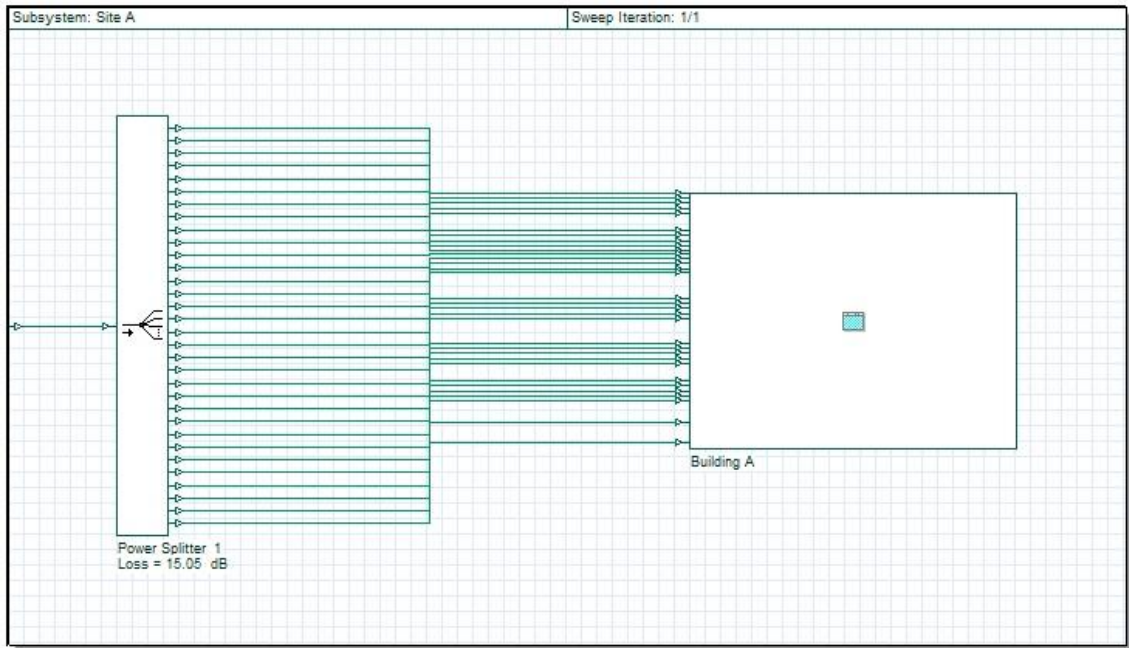 Subsystem: Site A
Sweep Iteration: 1/1
Building A
Power Splitter 1
Loss = 15.05 dB